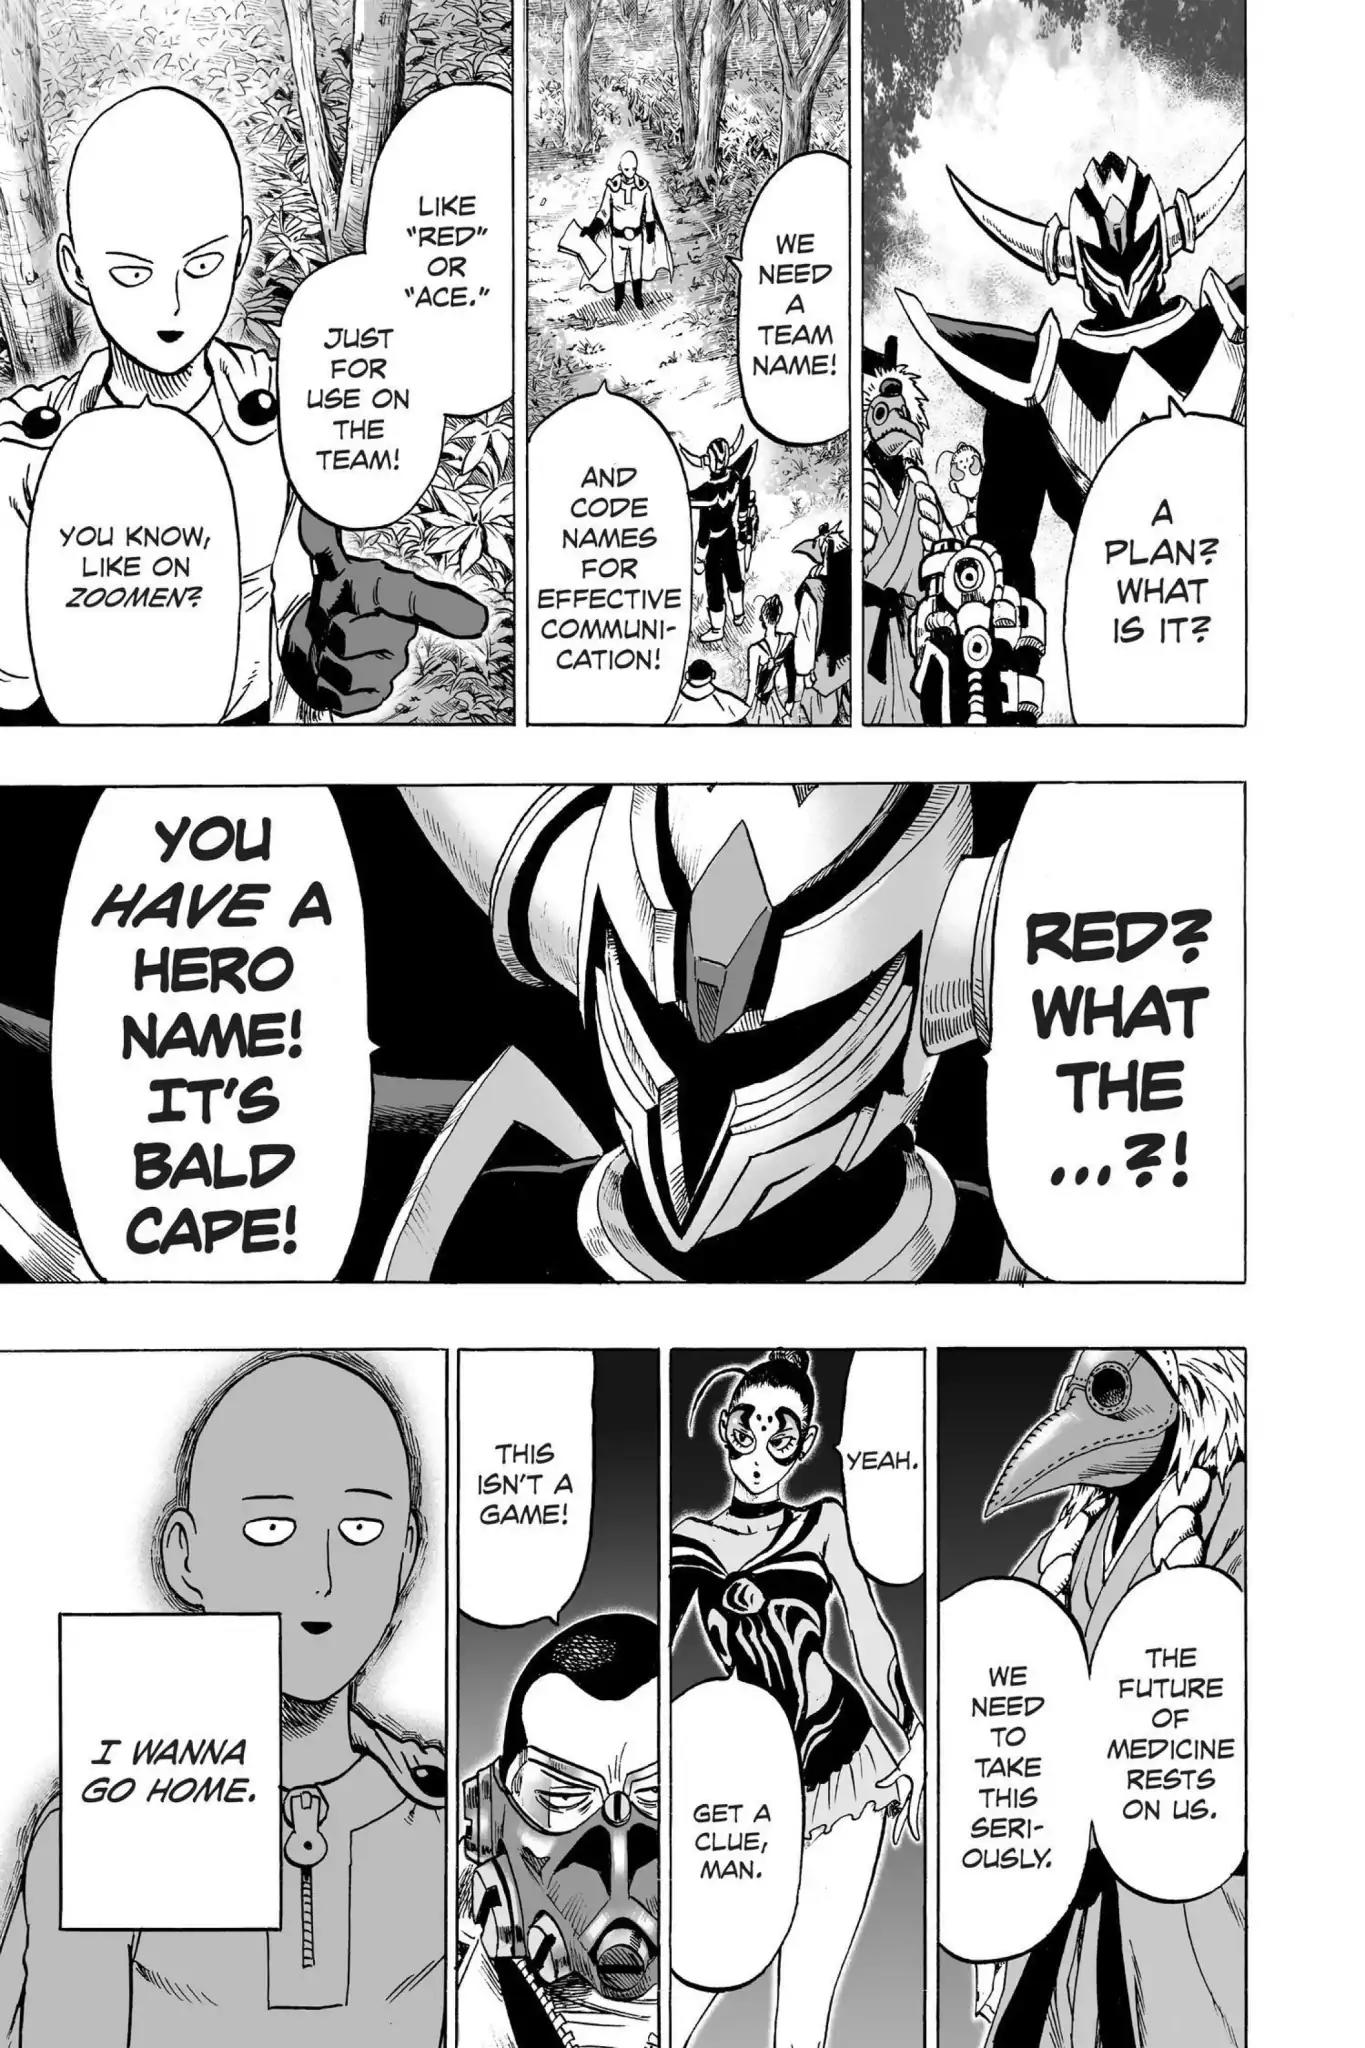 A
PLAN?
WHAT
IS IT?
WE
NEED
A
TEAM
NAME!
AND
CODE
NAMES
FOR
EFFECTIVE
COMMUNI-
CATION!
LIKE
"RED"
OR
"ACE."
JUST
FOR
USE ON
THE
TEAM!
YOU KNOW,
LIKE ON
ZOOMEN?
RED?
WHAT
THE
...?!
YOU
HAVE A
HERO
NAME!
IT'S
BALD
CAPE!
THE
FUTURE
OF
MEDICINE
RESTS
ON US.
WE
NEED
TO
TAKE
THIS
SERI-
OUSLY.
YEAH.
GET A
CLUE,
MAN.
THIS
ISN'T A
GAME!
I WANNA
GO HOME.